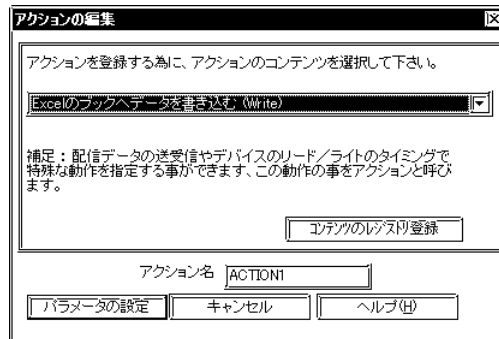 アクションの編集
アクションを登録する為に、アクションのコンテンツを選択して下さい。
Excelのブックへデータを書き込む (Write)
補足：配信データの送受信やデバイスのリード／ライトのタイミングで
特殊な動作を指定する事ができます、この動作の事をアクションと呼び
ます。
コンテンツのレジストリ登録
アクション名 ACTION1
パラメータの設定 キャンセル ヘルプ(H)